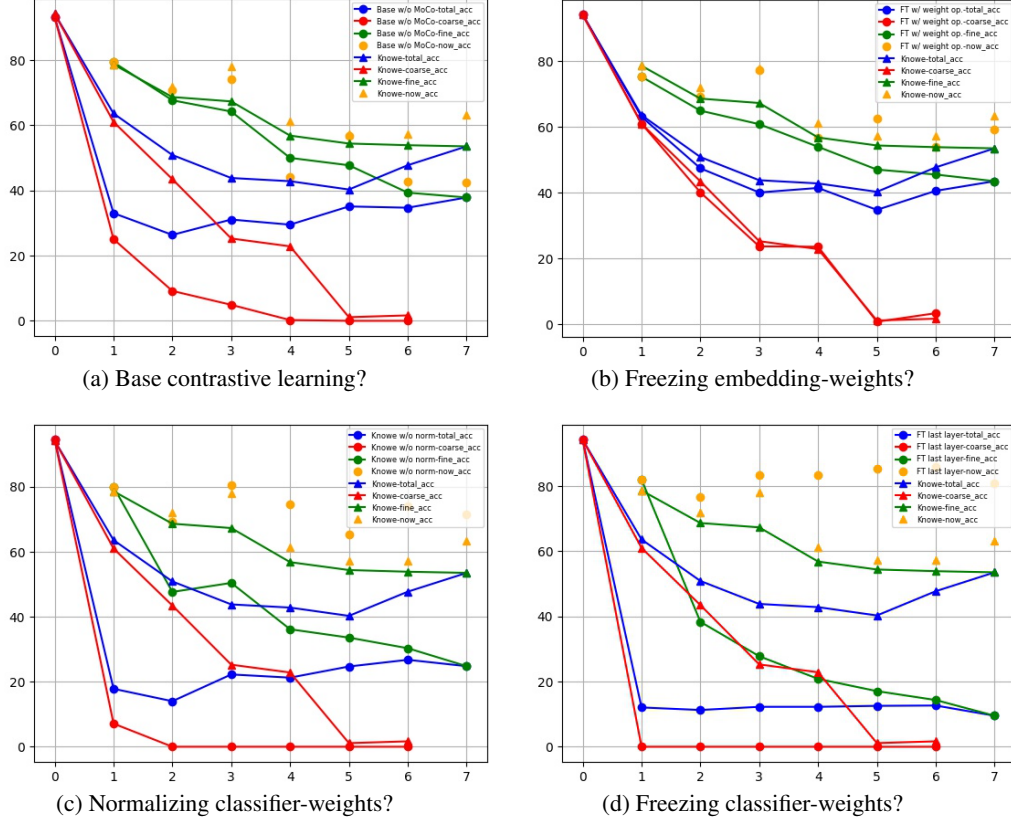 Base w/o MoCo-total_acc
Base w/o MoCo-coarse_acc
Base w/o MoCo-fine_acc
Base w/o MoCo-now_acc
Knowe-total_acc
Knowe-coarse_acc
Knowe-fine_acc
Knowe-now_acc
80
60
40
20
0
0 1 2 3 4 5 6 7
(a) Base contrastive learning?
FT w/ weight op.-total_acc
FT w/ weight op.-coarse_acc
FT w/ weight op.-fine_acc
FT w/ weight op.-now_acc
Knowe-total_acc
Knowe-coarse_acc
Knowe-fine_acc
Knowe-now_acc
80
60
40
20
0
0 1 2 3 4 5 6 7
(b) Freezing embedding-weights?
Knowe w/o norm-total_acc
Knowe w/o norm-coarse_acc
Knowe w/o norm-fine_acc
Knowe w/o norm-now_acc
Knowe-total_acc
Knowe-coarse_acc
Knowe-fine_acc
Knowe-now_acc
80
60
40
20
0
0 1 2 3 4 5 6 7
(c) Normalizing classifier-weights?
FT last layer-total_acc
FT last layer-coarse_acc
FT last layer-fine_acc
FT last layer-now_acc
Knowe-total_acc
Knowe-coarse_acc
Knowe-fine_acc
Knowe-now_acc
80
60
40
20
0
0 1 2 3 4 5 6 7
(d) Freezing classifier-weights?